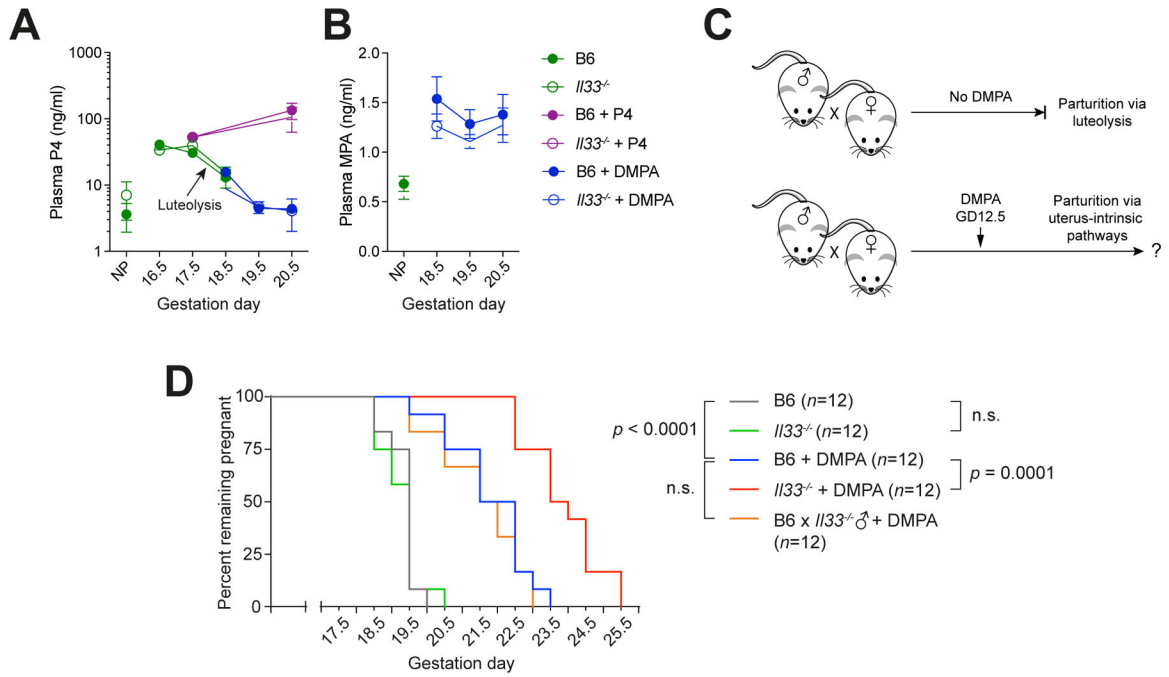 A
Plasma P4 (ng/ml)
1000
100
10
1
Luteolysis
NP
16.5
17.5
18.5
19.5
20.5
Gestation day
B
Plasma MPA (ng/ml)
2.0
1.5
1.0
0.5
0.0
NP
18.5
19.5
20.5
Gestation day
B6
Il33-/-
B6 + P4
Il33-/- + P4
B6 + DMPA
Il33-/- + DMPA
C
♂
X
♀
No DMPA
Parturition via
luteolysis
♂
X
♀
DMPA
GD12.5
Parturition via
uterus-intrinsic
pathways
?
D
Percent remaining pregnant
100
75
50
25
0
17.5
18.5
19.5
20.5
21.5
22.5
23.5
24.5
25.5
Gestation day
p < 0.0001
n.s.
B6 (n=12)
Il33-/- (n=12)
B6 + DMPA (n=12)
Il33-/- + DMPA (n=12)
B6 x Il33-/-♂ + DMPA
(n=12)
n.s.
p = 0.0001